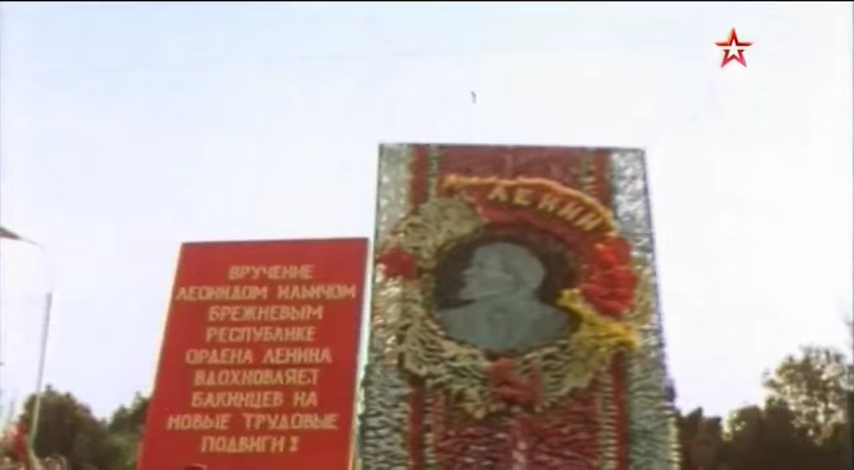 ВРУЧЕНИЕ
ЛЕОНИДОМ ИЛЬИЧОМ
БРЕЖНЕВЫМ
РЕСПУБЛИКЕ
ОРДЕНА ЛЕНИНА
ВДОХНОВЛЯЕТ
БАКИНЦЕВ НА
НОВЫЕ ТРУДОВЫЕ
ПОДВИГИ!
ЛЕНИН